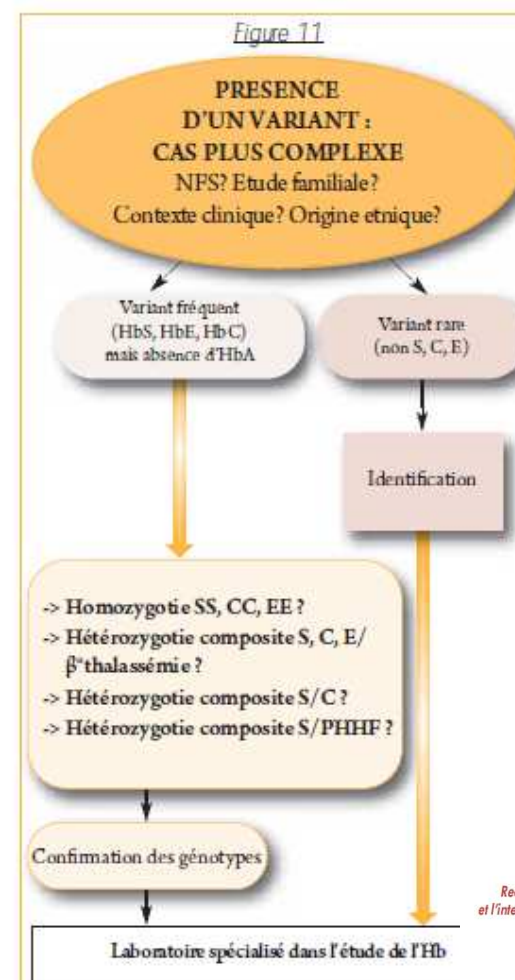 Figure 11
PRESENCE
D'UN VARIANT :
CAS PLUS COMPLEXE
NFS? Etude familiale?
Contexte clinique? Origine etnique?
Variant fréquent
(HbS, HbE, HbC)
mais absence d'HbA
Variant rare
(non S, C, E)
Identification
-> Homozygotie SS, CC, EE ?
-> Hétérozygotie composite S, C, E/
β°thalassémie ?
-> Hétérozygotie composite S/C ?
-> Hétérozygotie composite S/PHHF ?
Confirmation des génotypes
et l'inte
Laboratoire spécialisé dans l'étude de l'Hb